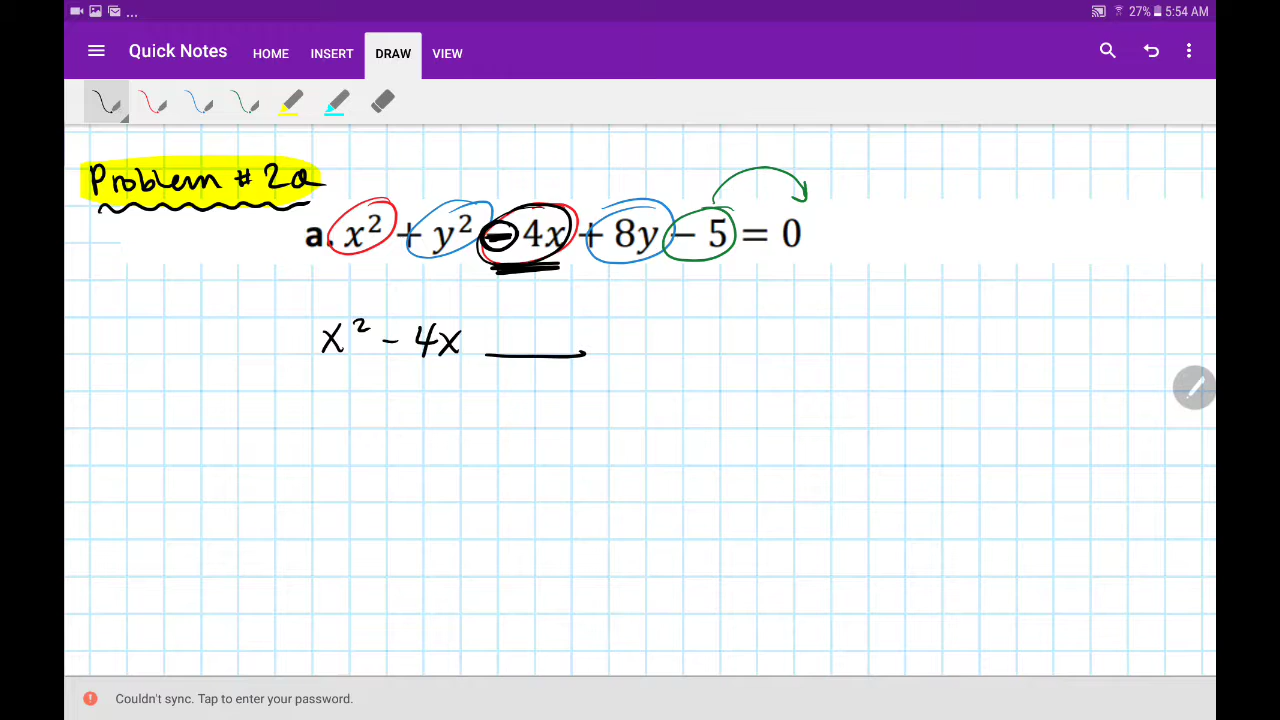 ... 27% 5:54 AM
Quick Notes HOME INSERT DRAW VIEW
Problem # 2a
a. x² + y² − 4x + 8y − 5 = 0
x² - 4x ____
Couldn't sync. Tap to enter your password.